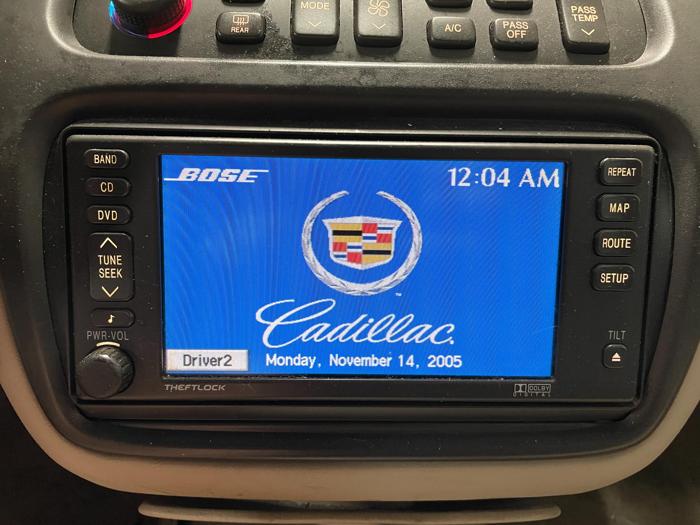 MODE
REAR
A/C
PASS
OFF
PASS
TEMP
BAND
CD
DVD
TUNE
SEEK
PWR-VOL
BOSE
12:04 AM
Cadillac
Driver2
Monday, November 14, 2005
REPEAT
MAP
ROUTE
SETUP
TILT
THEFTLOCK
DOLBY
DIGITAL